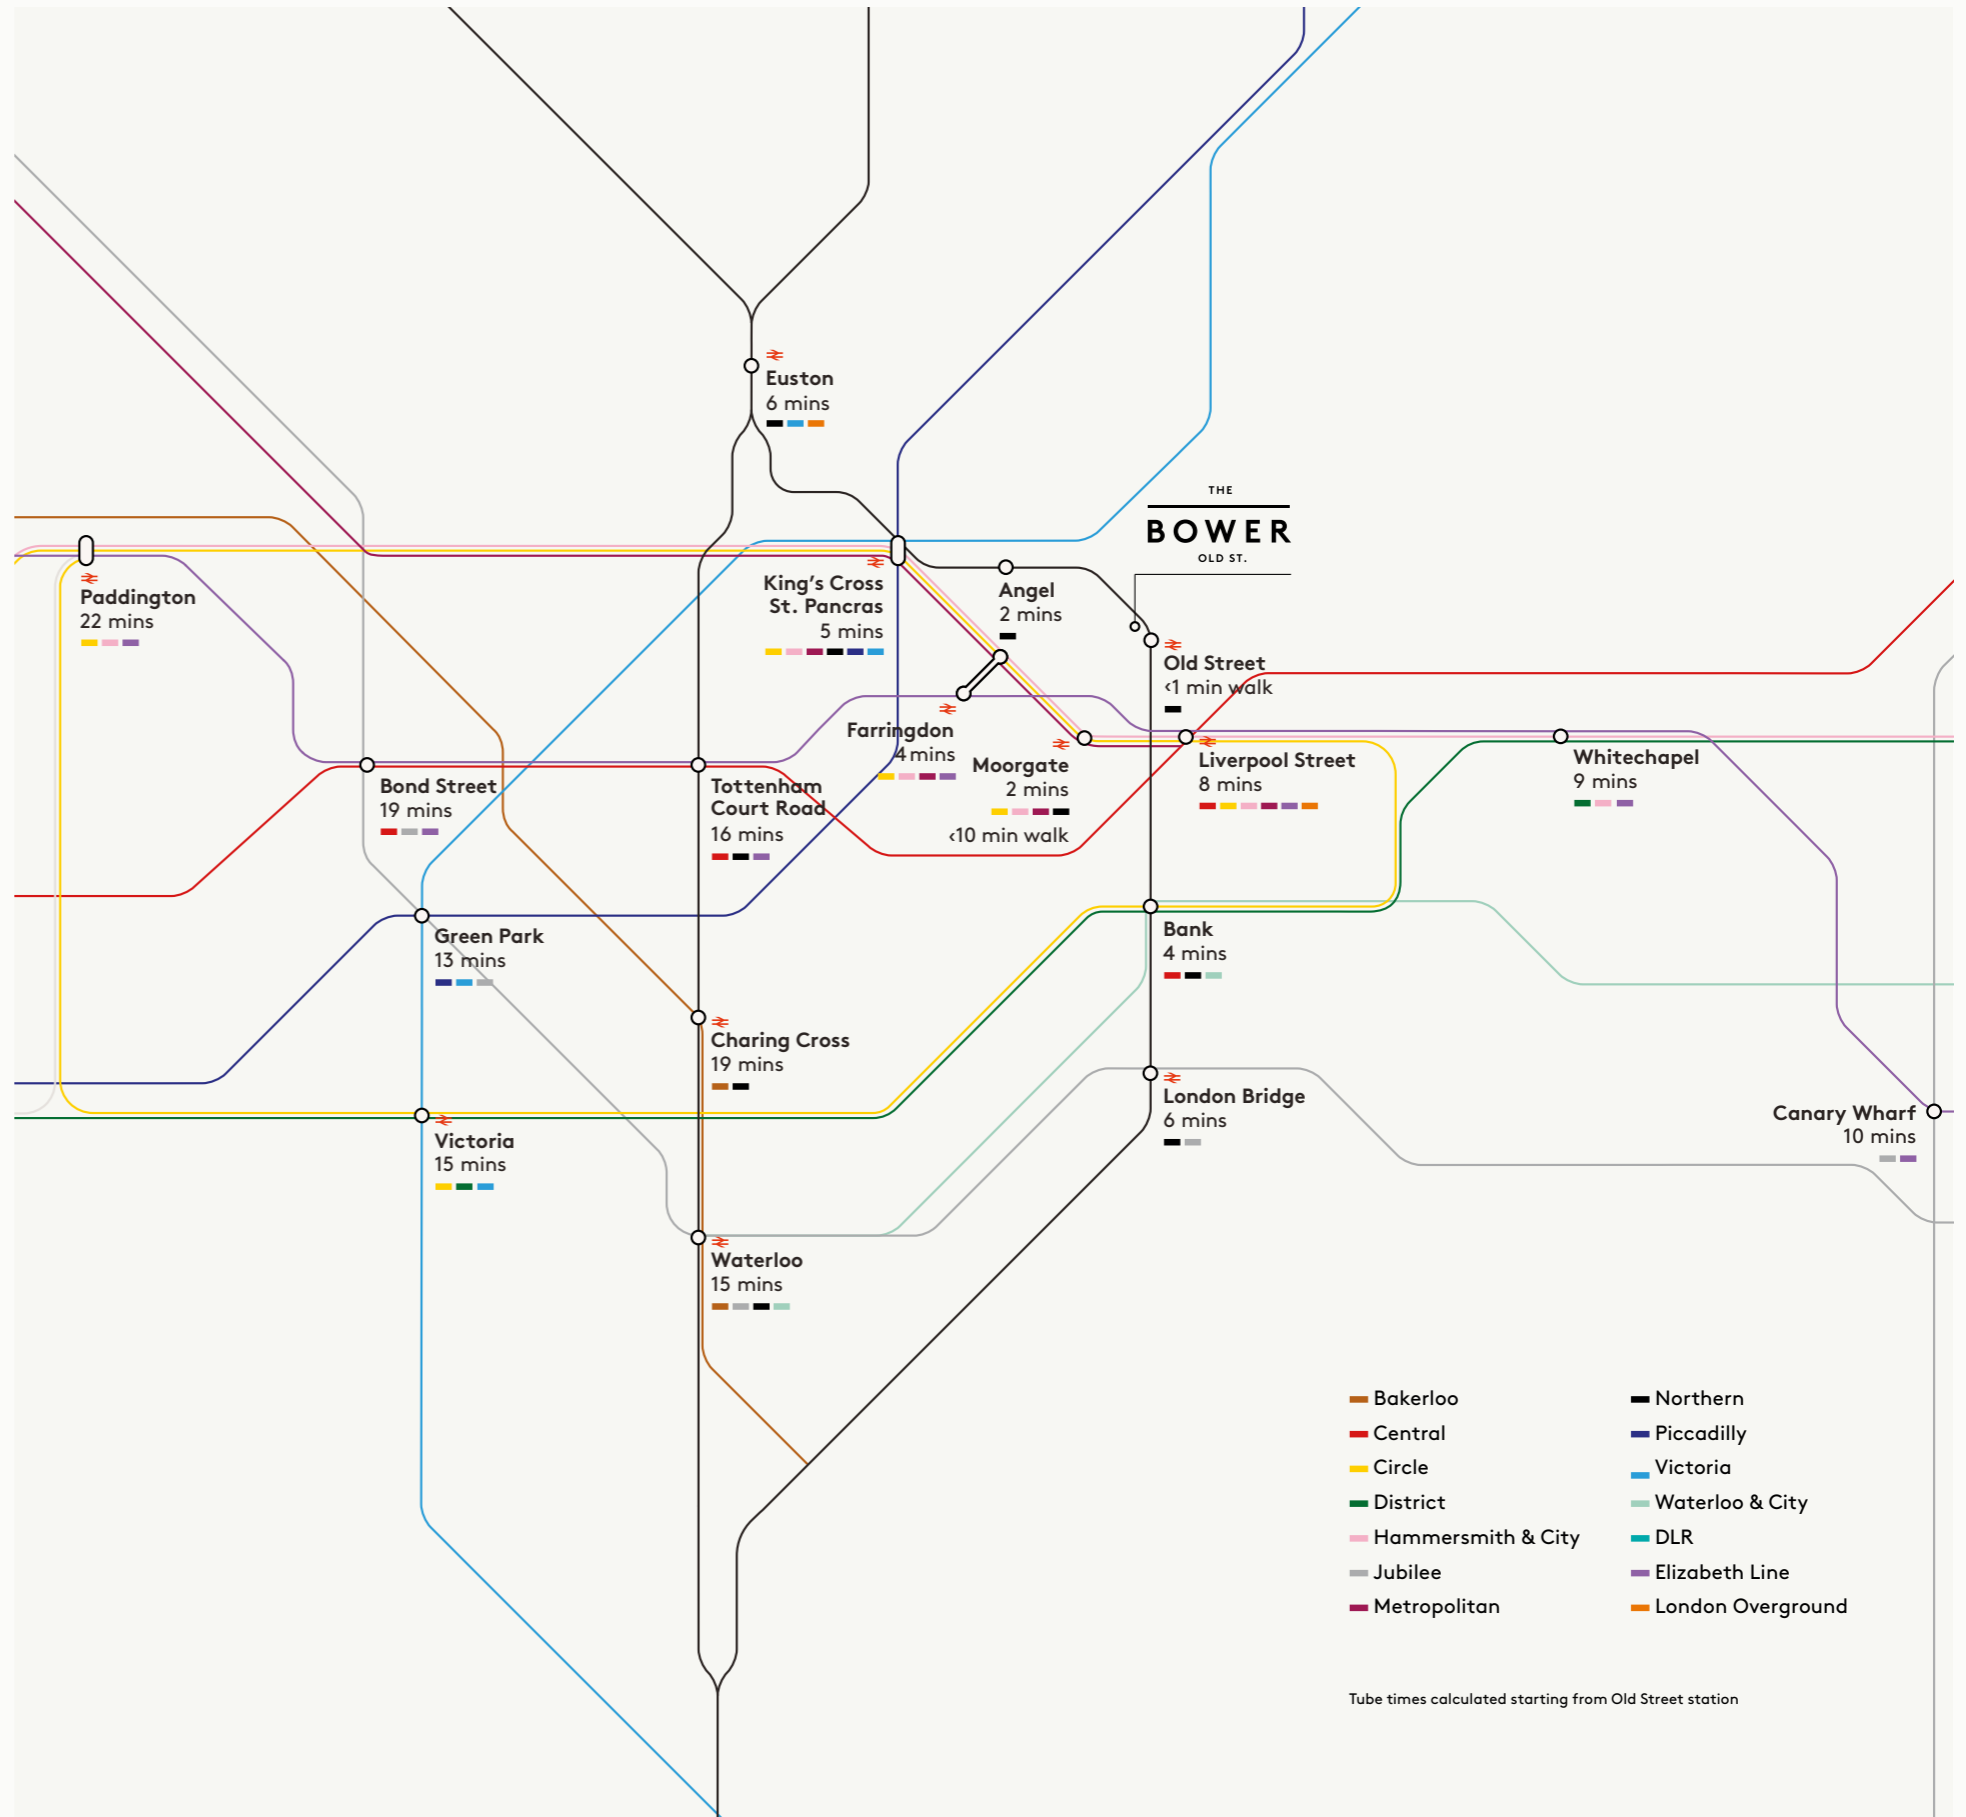 Euston
6 mins
THE
BOWER
OLD ST.
Paddington
22 mins
King’s Cross
St. Pancras
5 mins
Angel
2 mins
Old Street
<1 min walk
Farringdon
4 mins
Moorgate
2 mins
<10 min walk
Liverpool Street
8 mins
Whitechapel
9 mins
Bond Street
19 mins
Tottenham
Court Road
16 mins
Green Park
13 mins
Bank
4 mins
Charing Cross
19 mins
London Bridge
6 mins
Canary Wharf
10 mins
Victoria
15 mins
Waterloo
15 mins
Bakerloo
Central
Circle
District
Hammersmith & City
Jubilee
Metropolitan
Northern
Piccadilly
Victoria
Waterloo & City
DLR
Elizabeth Line
London Overground
Tube times calculated starting from Old Street station